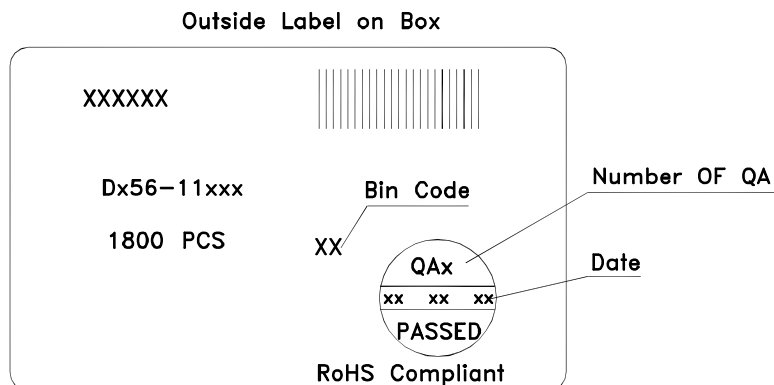 Outside Label on Box
XXXXXX
Dx56-11xxx
1800 PCS
Bin Code
XX
Number OF QA
QAx
Date
xx xx xx
PASSED
RoHS Compliant